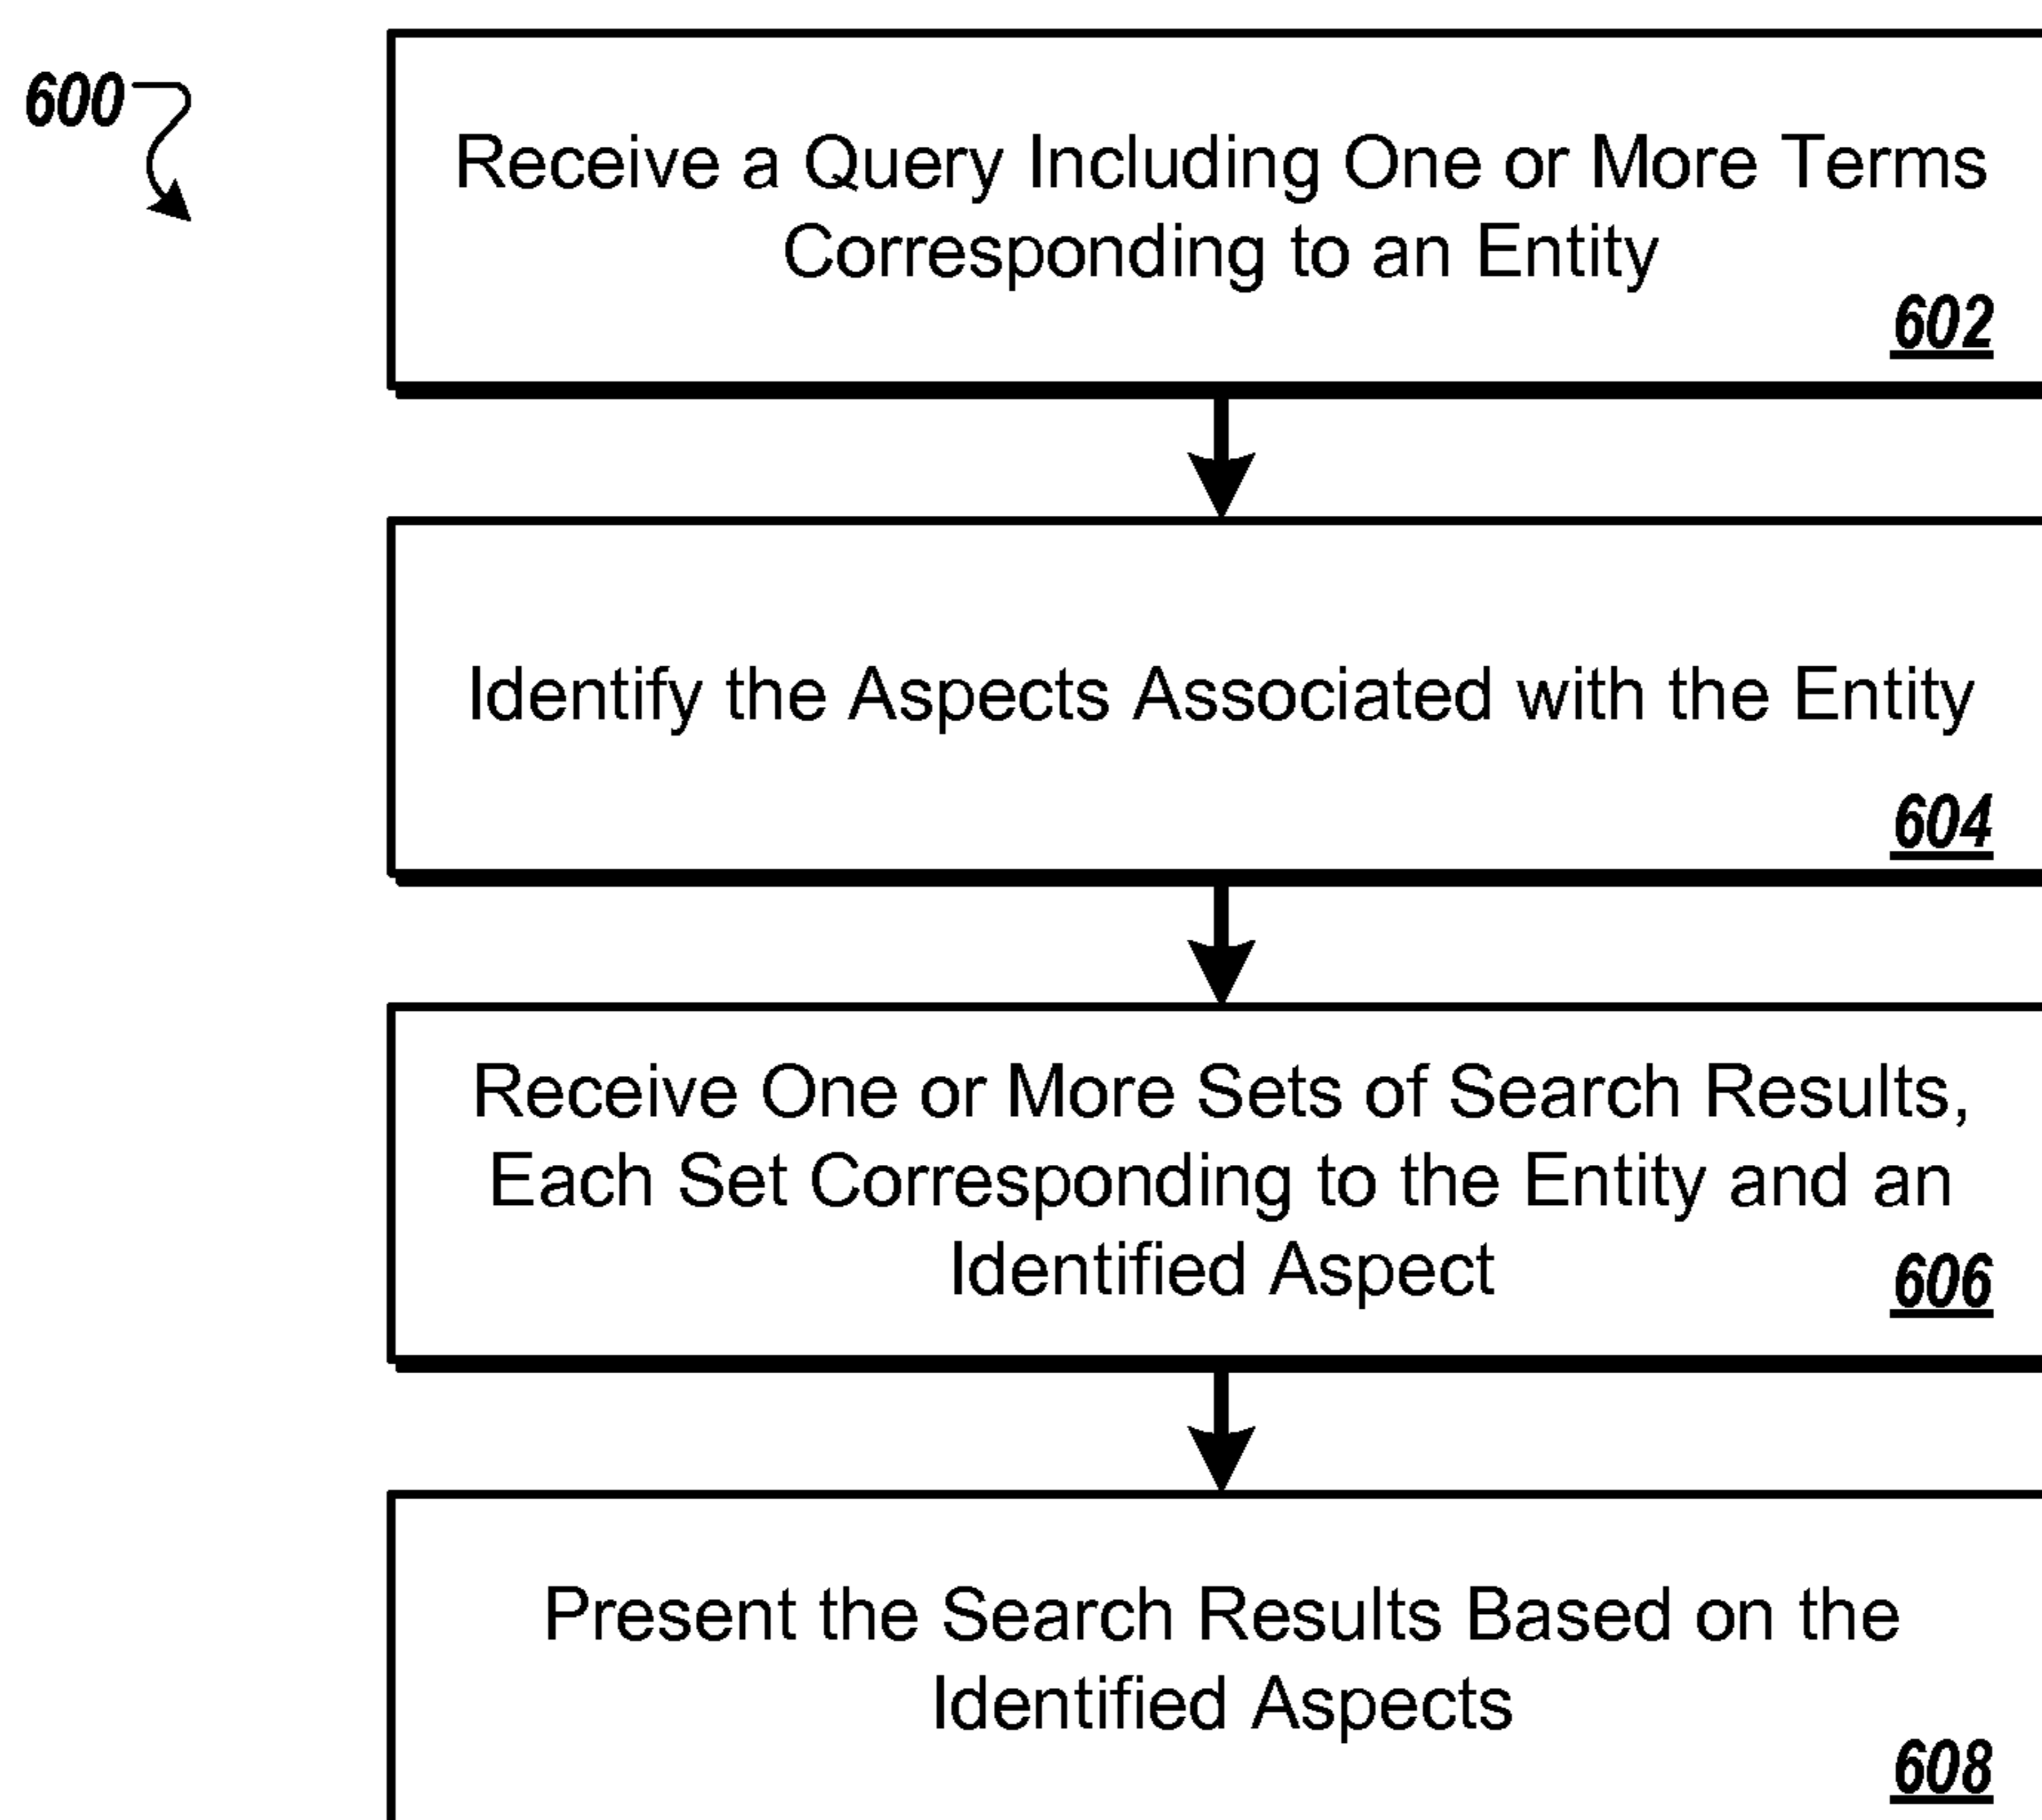 600
Receive a Query Including One or More Terms
Corresponding to an Entity
602
Identify the Aspects Associated with the Entity
604
Receive One or More Sets of Search Results,
Each Set Corresponding to the Entity and an
Identified Aspect
606
Present the Search Results Based on the
Identified Aspects
608